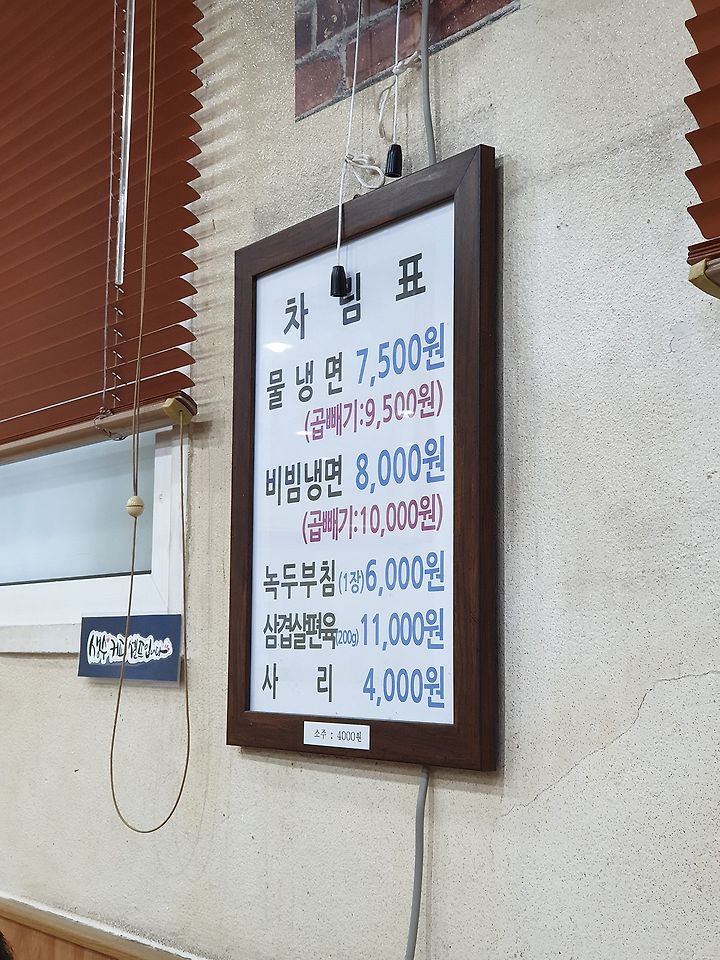 차 림 표
물 냉 면 7,500원
(곱빼기:9,500원)
비빔냉면 8,000원
(곱빼기:10,000원)
녹두부침(1장)6,000원
삼겹살편육(200g)11,000원
사 리 4,000원
소주 : 4000원